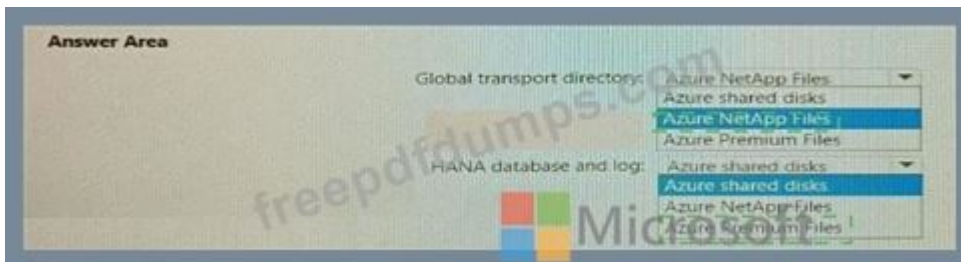 Answer Area
Global transport directory: Azure NetApp Files
Azure shared disks
Azure NetApp Files
Azure Premium Files
HANA database and log: Azure shared disks
Azure shared disks
Azure NetApp Files
Azure Premium Files
freepdfdumps.com
Microsoft